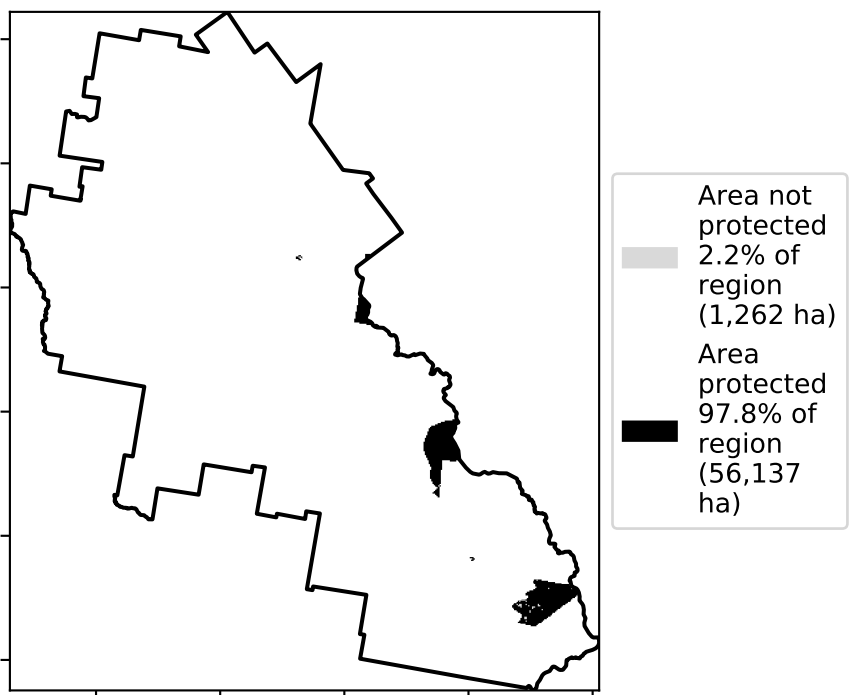 Area not
protected
2.2% of
region
(1,262 ha)
Area
protected
97.8% of
region
(56,137
ha)